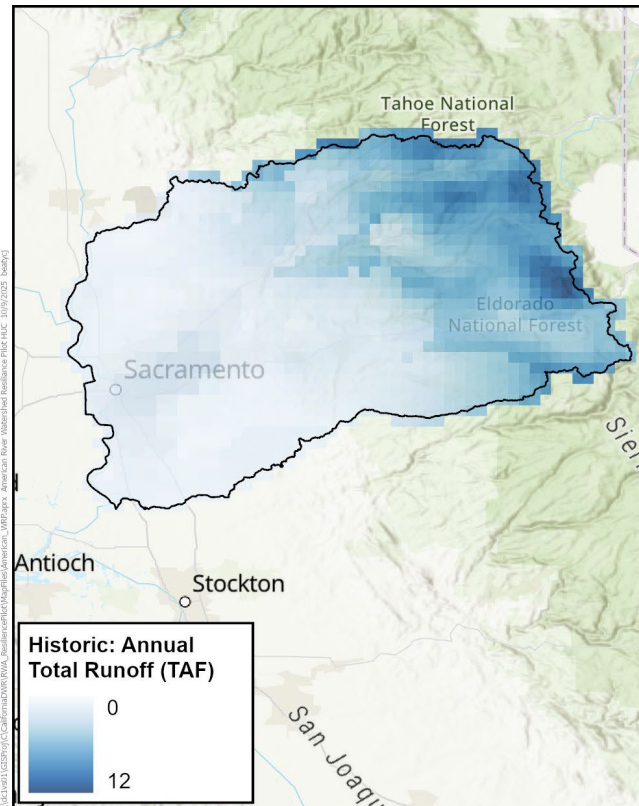 Tahoe National
Forest
Eldorado
National Forest
Sacramento
Antioch
Stockton
Sier
San Joaqu
Historic: Annual
Total Runoff (TAF)
0
12